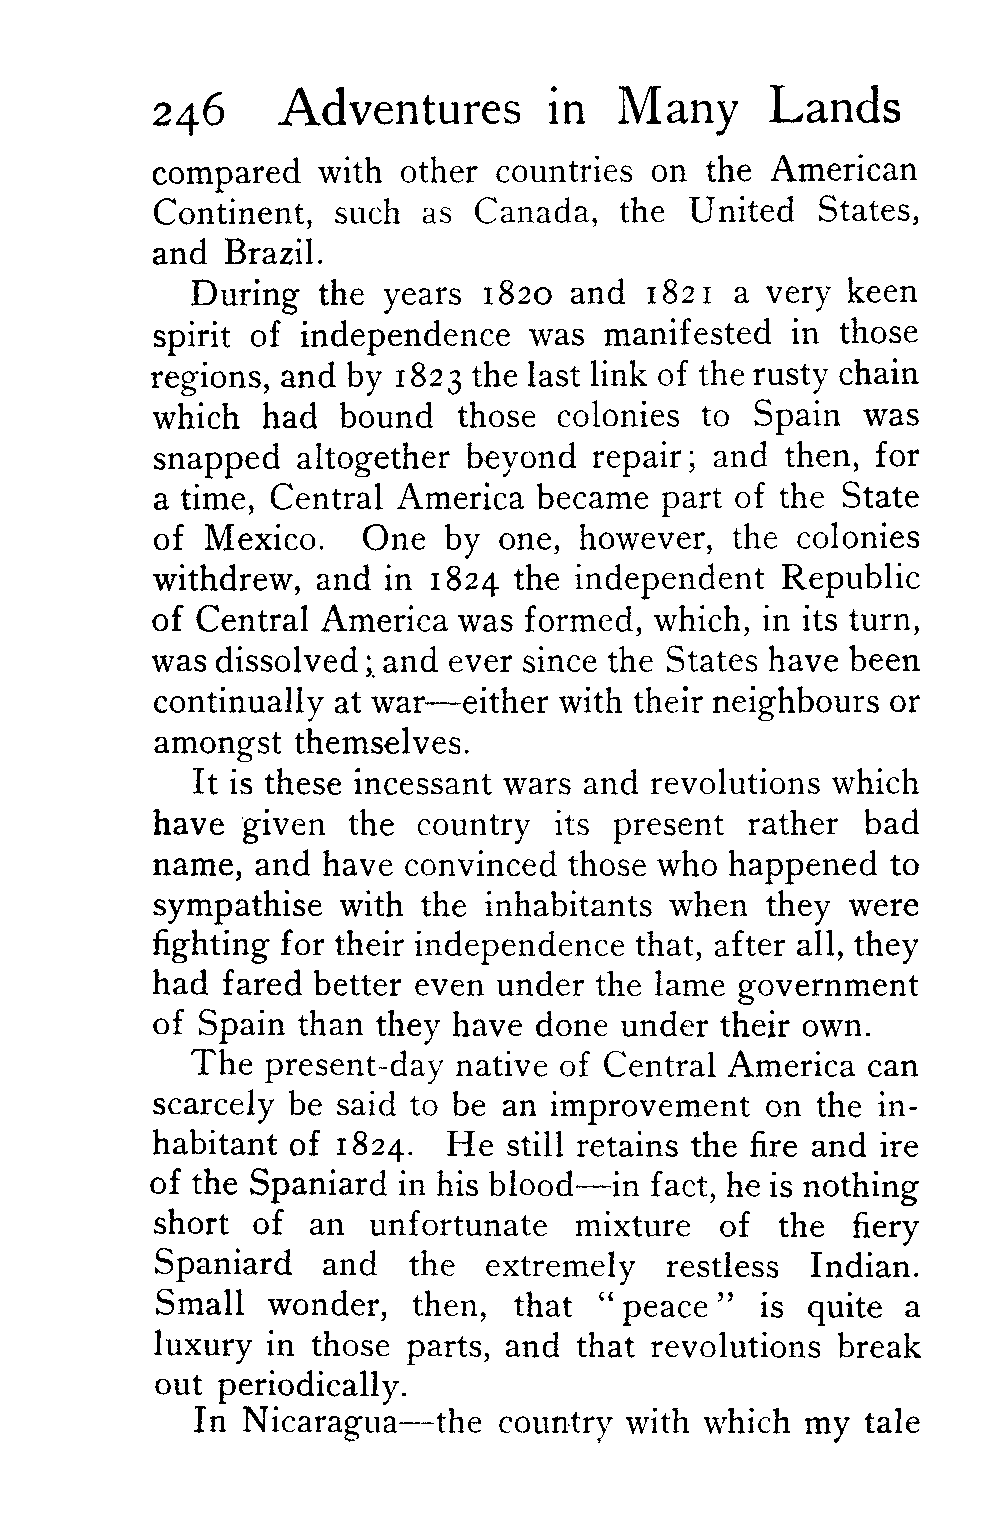 246 Adventures in Many Lands
compared with other countries on the American
Continent, such as Canada, the United States,
and Brazil.
During the years 1820 and 1821 a very keen
spirit of independence was manifested in those
regions, and by 1823 the last link of the rusty chain
which had bound those colonies to Spain was
snapped altogether beyond repair; and then, for
a time, Central America became part of the State
of Mexico. One by one, however, the colonies
withdrew, and in 1824 the independent Republic
of Central America was formed, which, in its turn,
was dissolved; and ever since the States have been
continually at war—either with their neighbours or
amongst themselves.
It is these incessant wars and revolutions which
have given the country its present rather bad
name, and have convinced those who happened to
sympathise with the inhabitants when they were
fighting for their independence that, after all, they
had fared better even under the lame government
of Spain than they have done under their own.
The present-day native of Central America can
scarcely be said to be an improvement on the in-
habitant of 1824. He still retains the fire and ire
of the Spaniard in his blood—in fact, he is nothing
short of an unfortunate mixture of the fiery
Spaniard and the extremely restless Indian.
Small wonder, then, that “peace” is quite a
luxury in those parts, and that revolutions break
out periodically.
In Nicaragua—the country with which my tale